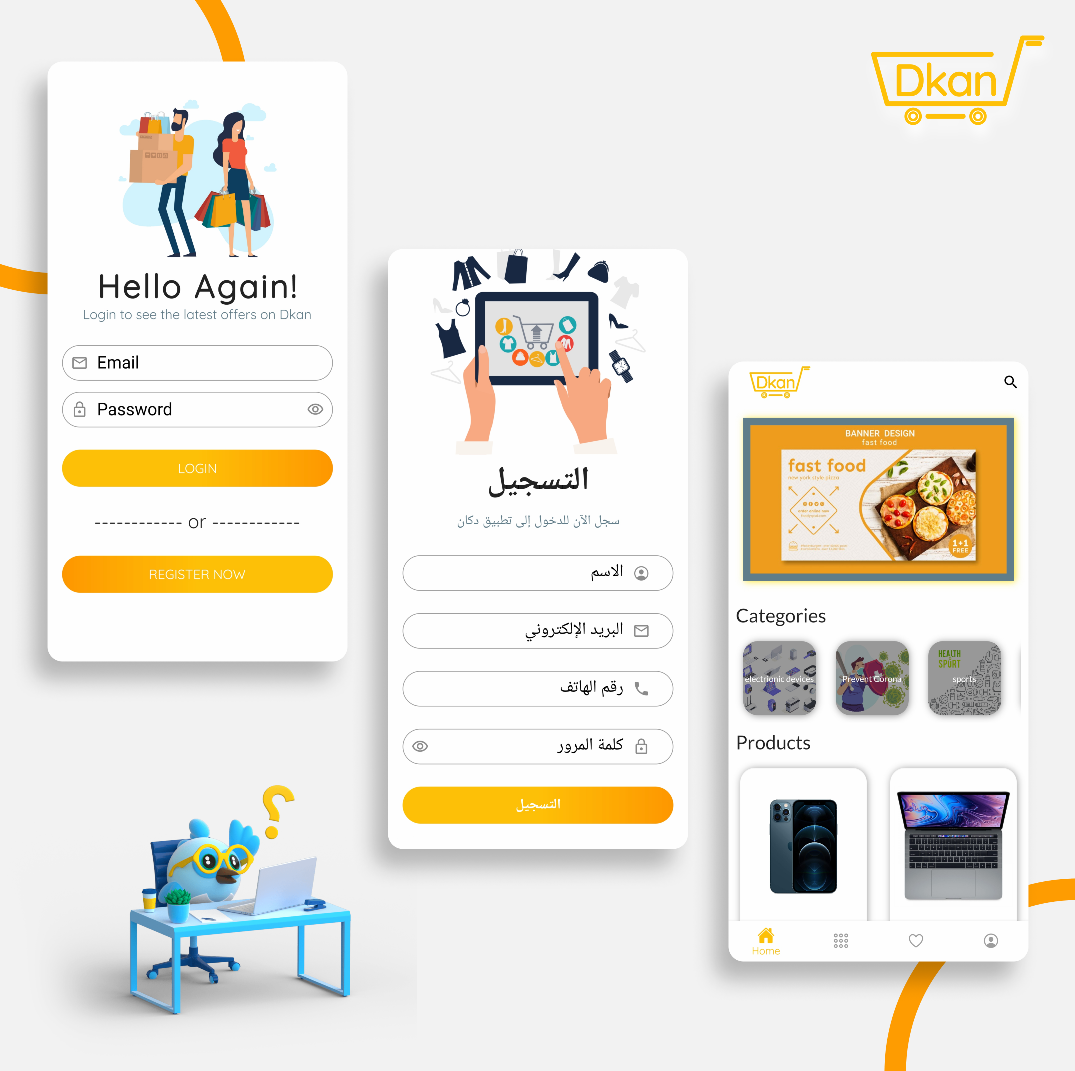 Dkan
Hello Again!
Login to see the latest offers on Dkan
Email
Password
LOGIN
------------ or ------------
REGISTER NOW
التسجيل
سجل الآن للدخول إلى تطبيق دكان
الاسم
البريد الإلكتروني
رقم الهاتف
كلمة المرور
التسجيل
Dkan
BANNER DESIGN
fast food
fast food
new york style pizza
1+1
FREE
Categories
electrionic devices
Prevent Corona
HEALTH
SPORT
sports
Products
Home